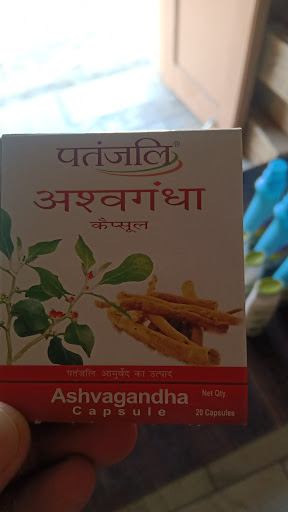 पतंजलि®
अश्वगंधा
कैप्सूल
पतंजलि आयुर्वेद का उत्पाद
Ashvagandha
Capsule
Net Qty.
20 Capsules